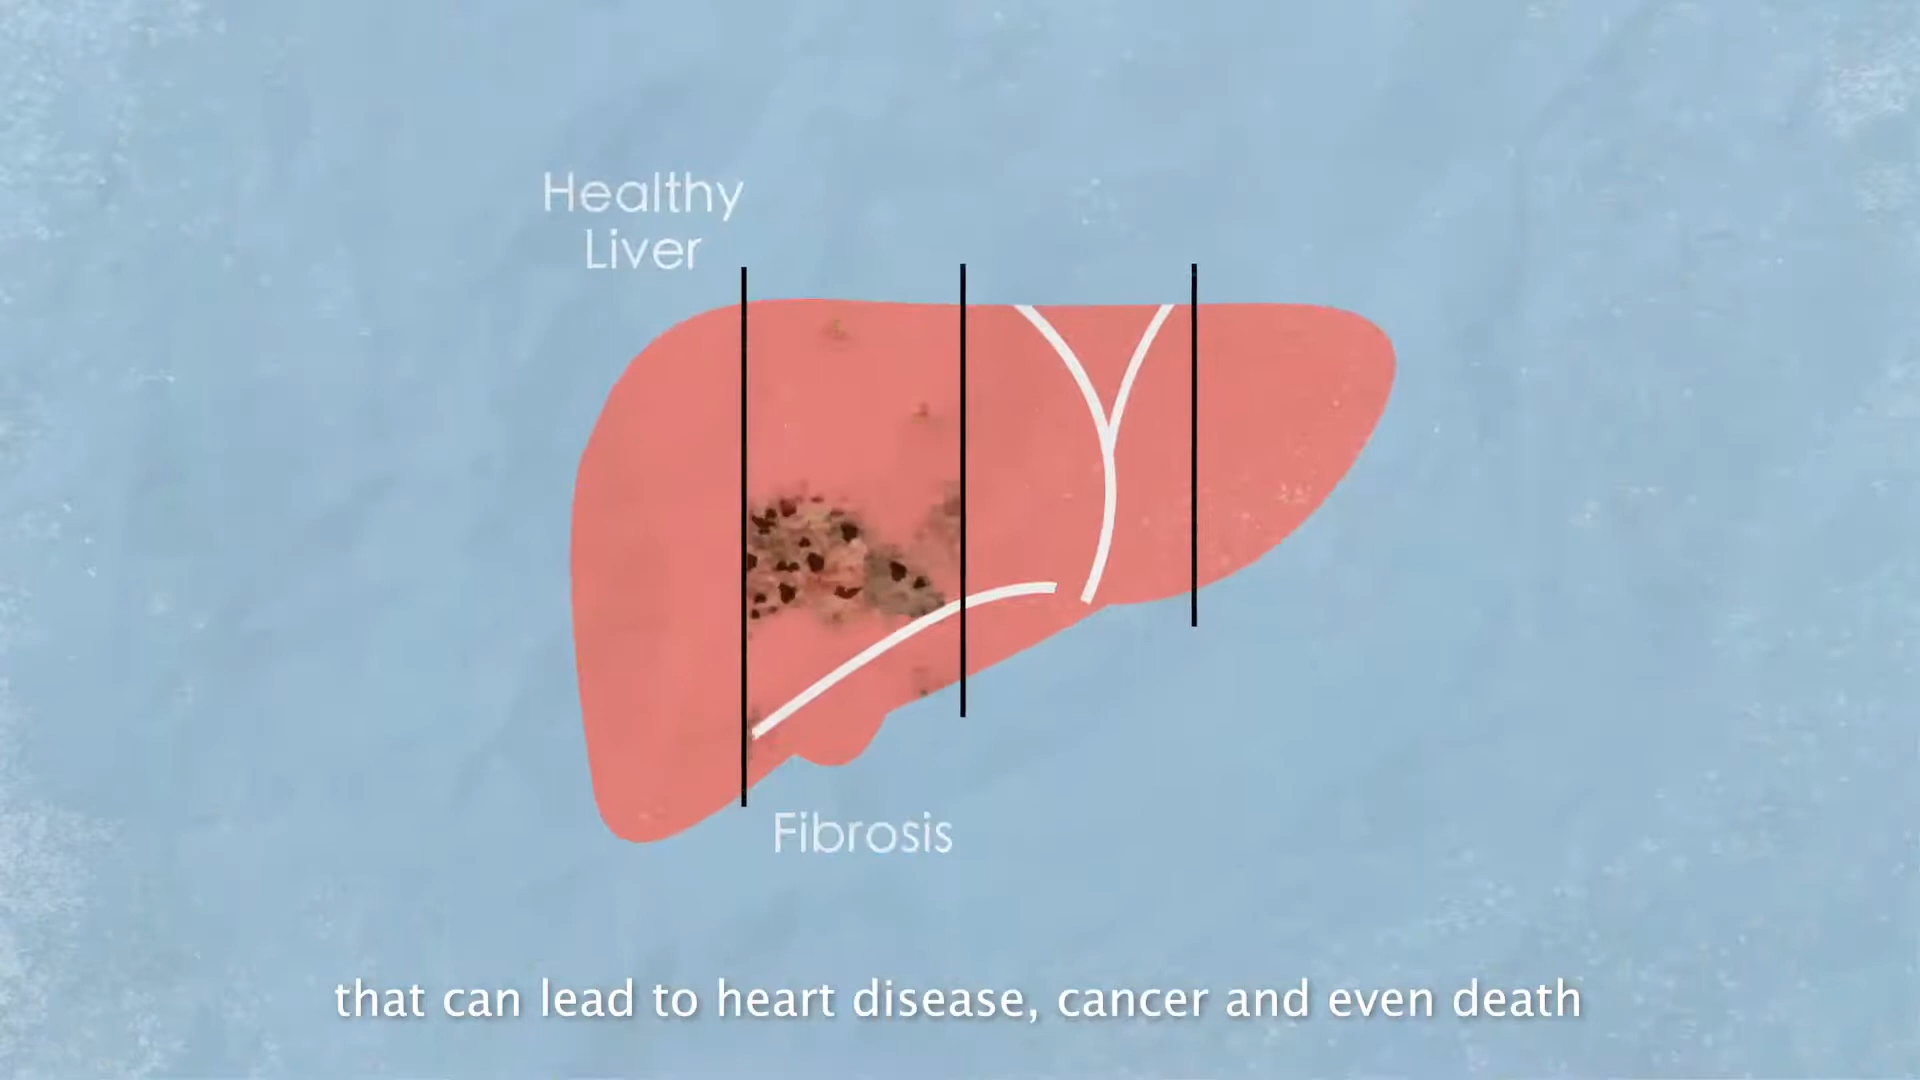 Healthy
Liver
Fibrosis
that can lead to heart disease, cancer and even death